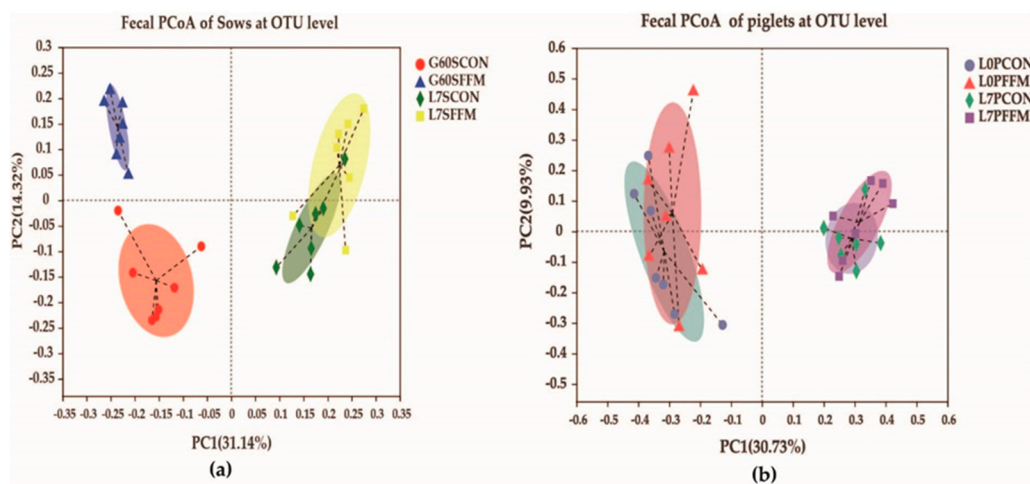 Fecal PCoA of Sows at OTU level
0.3
0.25
0.2
0.15
0.1
0.05
0
-0.05
-0.1
-0.15
-0.2
-0.25
-0.3
-0.35
PC2(14.32%)
-0.35 -0.25 -0.2 -0.15 -0.1 -0.05 0 0.05 0.1 0.15 0.2 0.25 0.3 0.35
PC1(31.14%)
G60SCON
G60SFFM
L7SCON
L7SFFM
(a)
Fecal PCoA of piglets at OTU level
0.6
0.5
0.4
0.3
0.2
0.1
0
-0.1
-0.2
-0.3
-0.4
-0.5
PC2(9.93%)
-0.6 -0.5 -0.4 -0.3 -0.2 -0.1 0 0.1 0.2 0.3 0.4 0.5 0.6
PC1(30.73%)
L0PCON
L0PFFM
L7PCON
L7PFFM
(b)